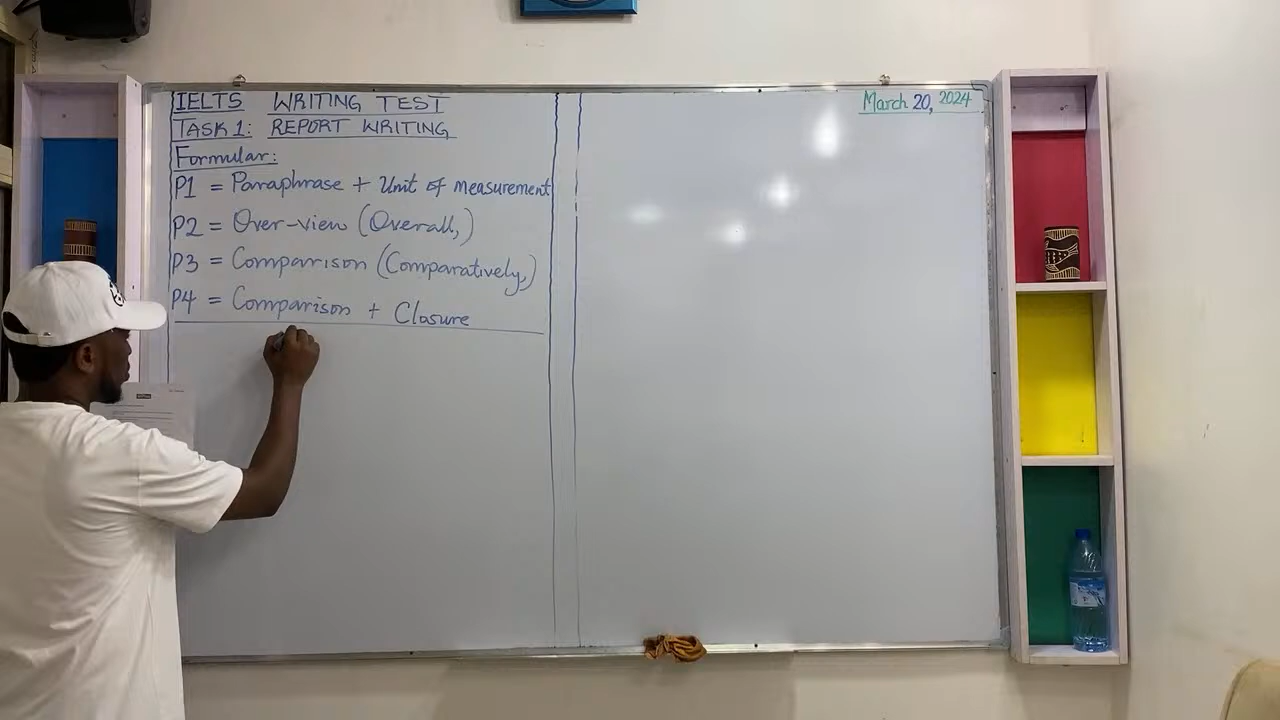 IELTS WRITING TEST
TASK 1: REPORT WRITING
Formular:
P1 = Paraphrase + Unit of measurement
P2 = Over-view (Overall,)
P3 = Comparison (Comparatively,)
P4 = Comparison + Closure
March 20, 2024